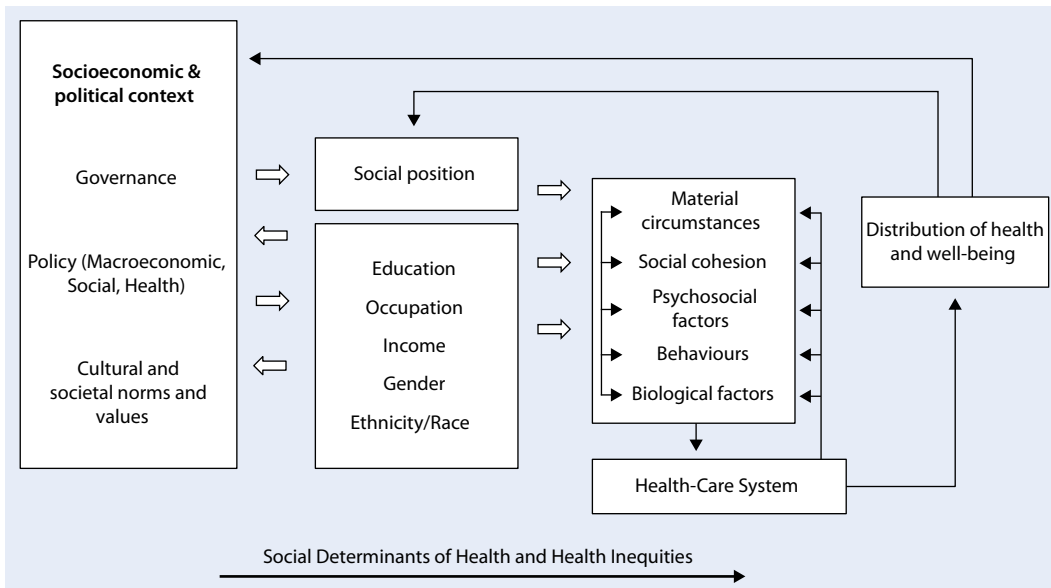 Socioeconomic &
political context
Governance
Policy (Macroeconomic,
Social, Health)
Cultural and
societal norms and
values
Social position
Education
Occupation
Income
Gender
Ethnicity/Race
Material
circumstances
Social cohesion
Psychosocial
factors
Behaviours
Biological factors
Health-Care System
Distribution of health
and well-being
Social Determinants of Health and Health Inequities